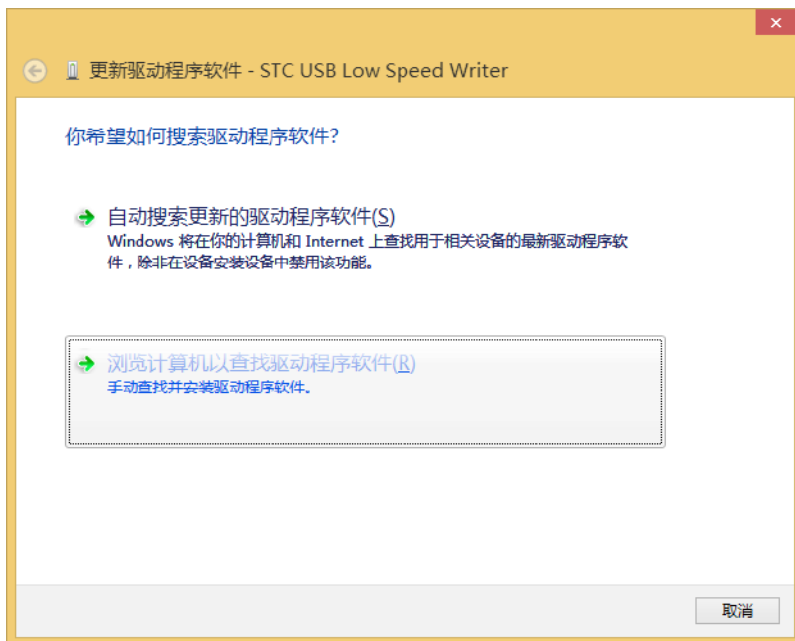 更新驱动程序软件 - STC USB Low Speed Writer
你希望如何搜索驱动程序软件?
自动搜索更新的驱动程序软件(S)
Windows 将在你的计算机和 Internet 上查找用于相关设备的最新驱动程序软
件，除非在设备安装设备中禁用该功能。
浏览计算机以查找驱动程序软件(R)
手动查找并安装驱动程序软件。
取消